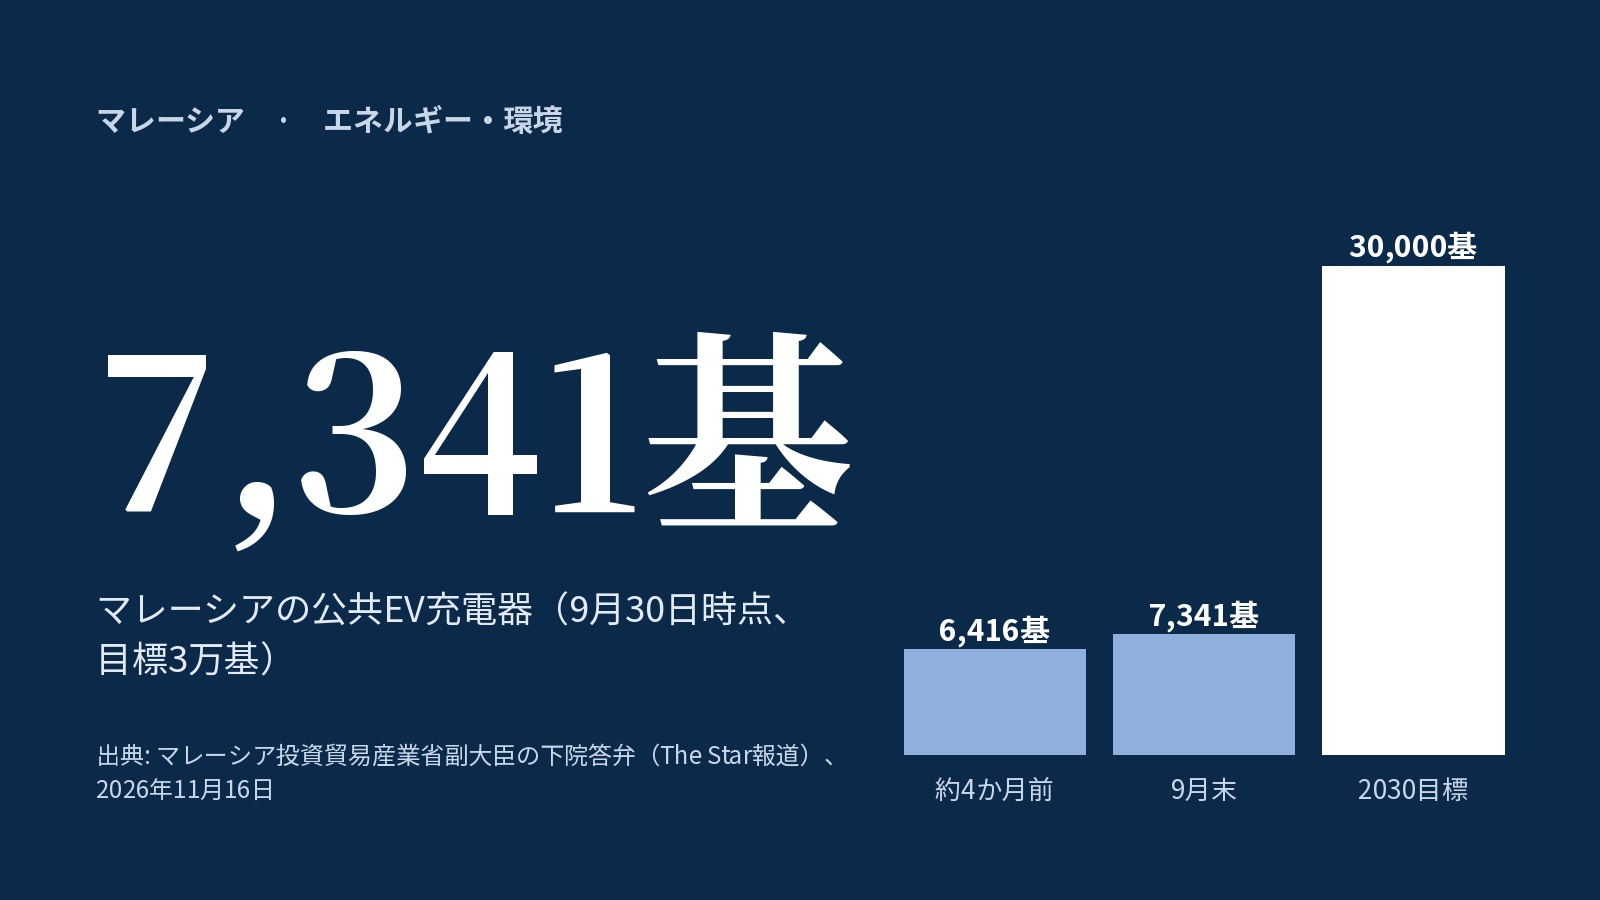 マレーシア · エネルギー・環境
7,341基
マレーシアの公共EV充電器（9月30日時点、
目標3万基）
出典: マレーシア投資貿易産業省副大臣の下院答弁（The Star報道）、
2026年11月16日
6,416基
7,341基
30,000基
約4か月前
9月末
2030目標